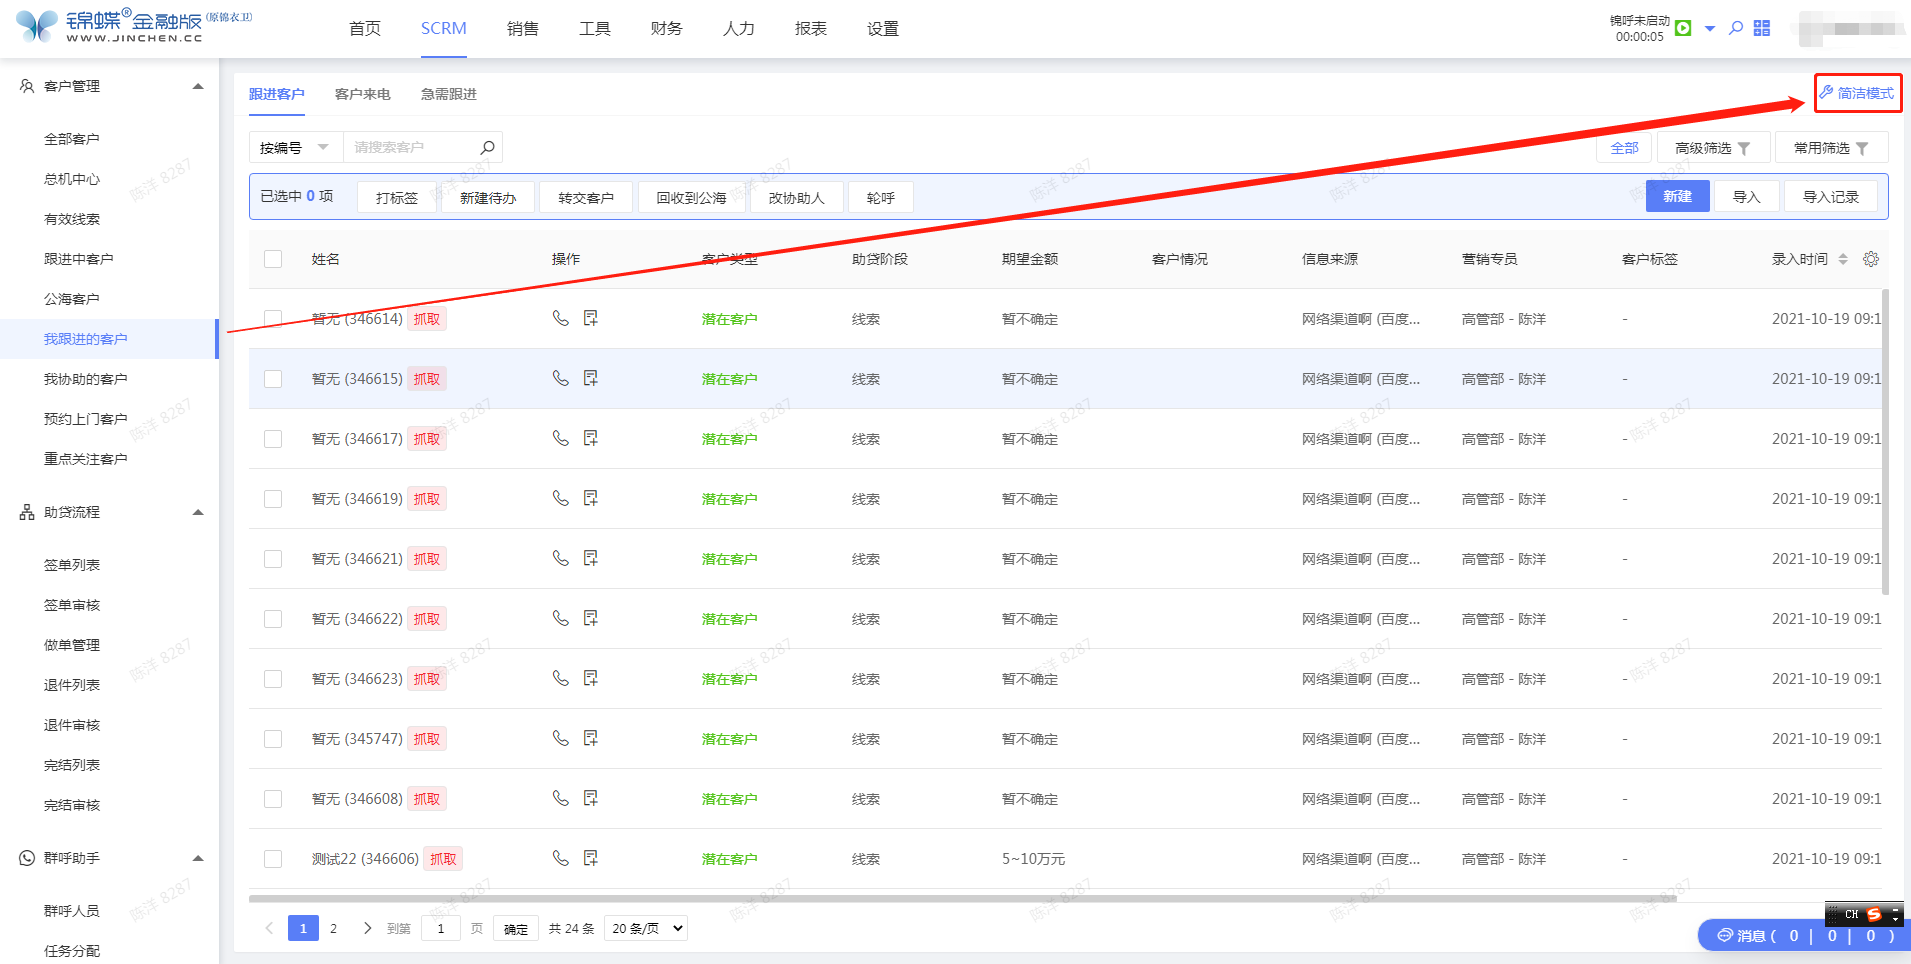 锦蝶®金融版 (原锦衣卫)
WWW.JINCHEN.CC
首页 SCRM 销售 工具 财务 人力 报表 设置
锦呼未启动
00:00:05
客户管理
全部客户
总机中心
有效线索
跟进中客户
公海客户
我跟进的客户
我协助的客户
预约上门客户
重点关注客户
助贷流程
签单列表
签单审核
做单管理
退件列表
退件审核
完结列表
完结审核
群呼助手
群呼人员
任务分配
跟进客户 客户来电 急需跟进
简洁模式
按编号 请搜索客户
全部 高级筛选 常用筛选
已选中 0 项 打标签 新建待办 转交客户 回收到公海 改协助人 轮呼
新建 导入 导入记录
姓名 操作 客户类型 助贷阶段 期望金额 客户情况 信息来源 营销专员 客户标签 录入时间
暂无 (346614) 抓取 潜在客户 线索 暂不确定 网络渠道啊 (百度... 高管部 - 陈洋 - 2021-10-19 09:1
暂无 (346615) 抓取 潜在客户 线索 暂不确定 网络渠道啊 (百度... 高管部 - 陈洋 - 2021-10-19 09:1
暂无 (346617) 抓取 潜在客户 线索 暂不确定 网络渠道啊 (百度... 高管部 - 陈洋 - 2021-10-19 09:1
暂无 (346619) 抓取 潜在客户 线索 暂不确定 网络渠道啊 (百度... 高管部 - 陈洋 - 2021-10-19 09:1
暂无 (346621) 抓取 潜在客户 线索 暂不确定 网络渠道啊 (百度... 高管部 - 陈洋 - 2021-10-19 09:1
暂无 (346622) 抓取 潜在客户 线索 暂不确定 网络渠道啊 (百度... 高管部 - 陈洋 - 2021-10-19 09:1
暂无 (346623) 抓取 潜在客户 线索 暂不确定 网络渠道啊 (百度... 高管部 - 陈洋 - 2021-10-19 09:1
暂无 (345747) 抓取 潜在客户 线索 暂不确定 网络渠道啊 (百度... 高管部 - 陈洋 - 2021-10-19 09:1
暂无 (346608) 抓取 潜在客户 线索 暂不确定 网络渠道啊 (百度... 高管部 - 陈洋 - 2021-10-19 09:1
测试22 (346606) 抓取 潜在客户 线索 5~10万元 网络渠道啊 (百度... 高管部 - 陈洋 - 2021-10-19 09:1
1 2 到第 1 页 确定 共 24 条 20 条/页
CH S
消息 ( 0 | 0 | 0 )
陈洋 8287